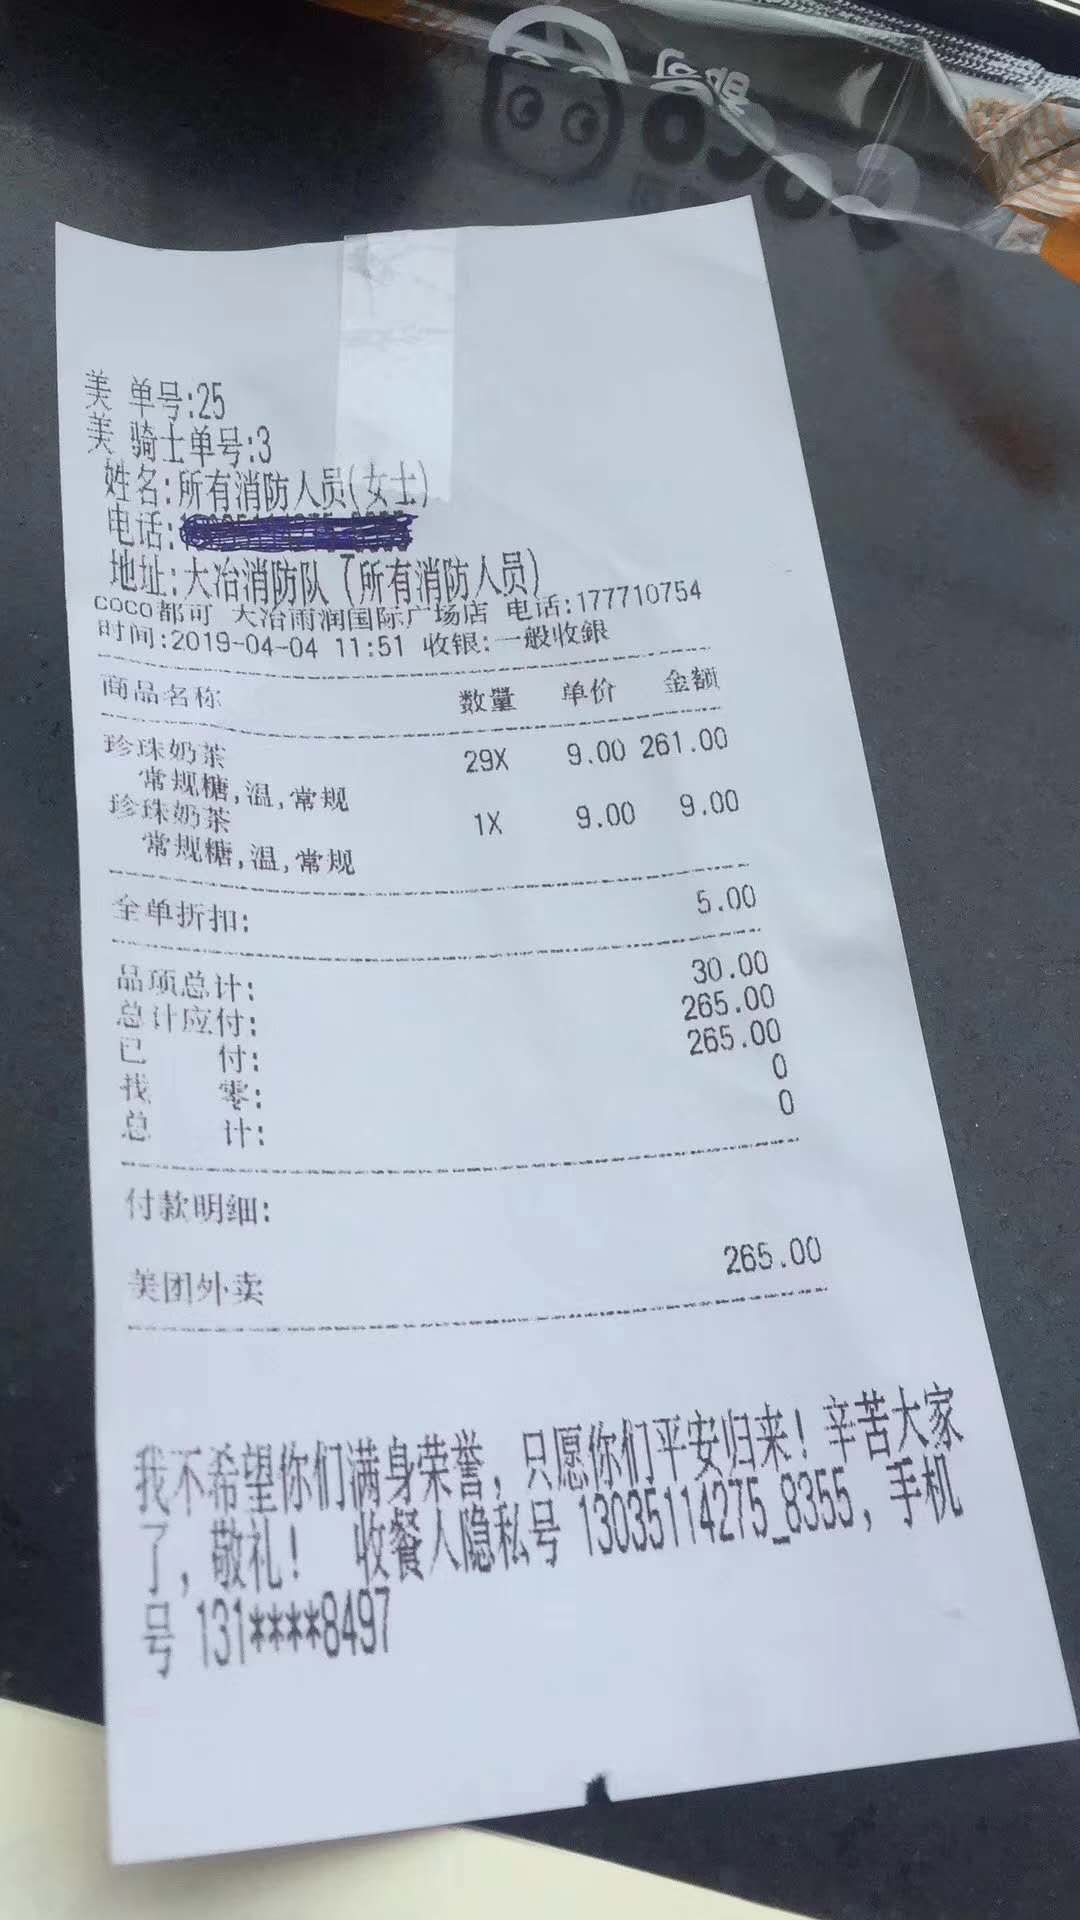 都可
coco
美 单号:25
美 骑士单号:3
姓名:所有消防人员(女士)
电话:
地址:大冶消防队 (所有消防人员)
coco都可 大冶雨润国际广场店 电话:177710754
时间:2019-04-04 11:51 收银:一般收銀
商品名称 数量 单价 金额
珍珠奶茶 29X 9.00 261.00
常规糖,温,常规
珍珠奶茶 1X 9.00 9.00
常规糖,温,常规
全单折扣: 5.00
品项总计: 30.00
总计应付: 265.00
已 付: 265.00
找 零: 0
总 计: 0
付款明细:
美团外卖 265.00
我不希望你们满身荣誉，只愿你们平安归来！辛苦大家
了，敬礼！ 收餐人隐私号 13035114275_8355，手机
号 131****8497